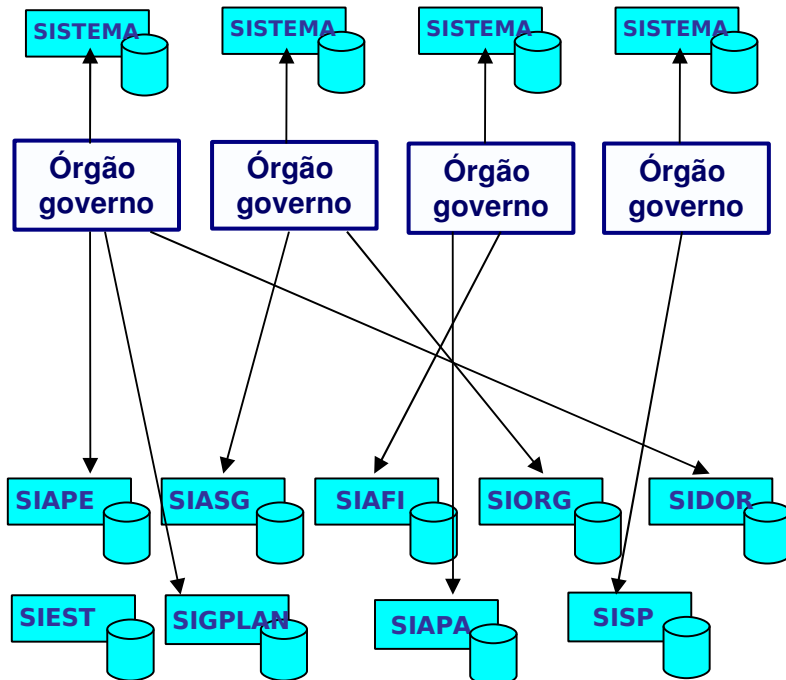 SISTEMA
SISTEMA
SISTEMA
SISTEMA
Órgão
governo
Órgão
governo
Órgão
governo
Órgão
governo
SIAPE
SIASG
SIAFI
SIORG
SIDOR
SIEST
SIGPLAN
SIAPA
SISP